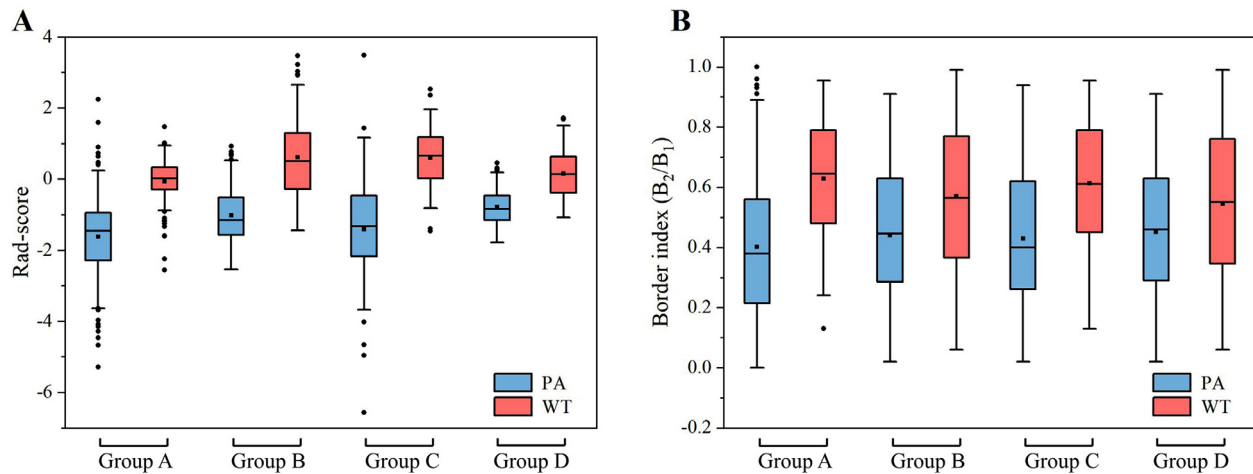 A
Rad-score
4
2
0
-2
-4
-6
PA
WT
Group A Group B Group C Group D
B
Border index (B₂/B₁)
1.0
0.8
0.6
0.4
0.2
0.0
-0.2
PA
WT
Group A Group B Group C Group D